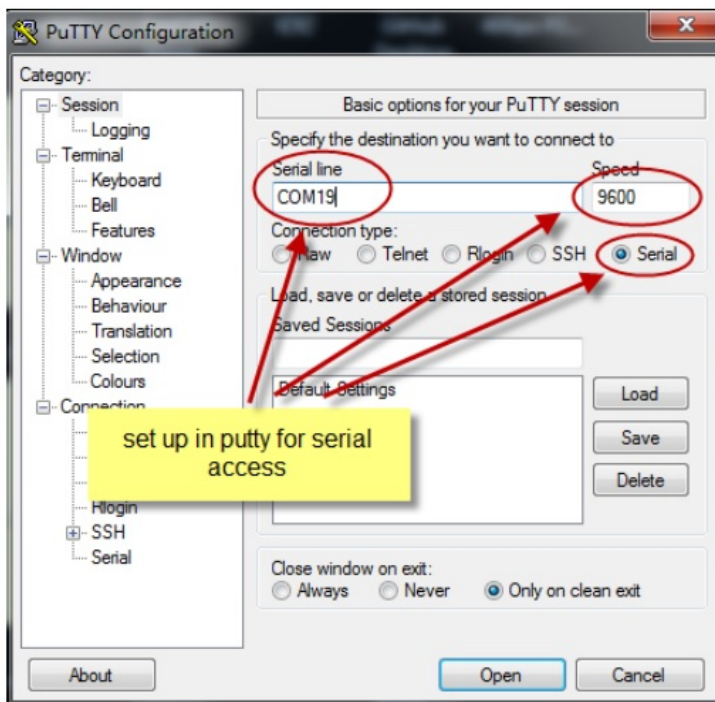 PuTTY Configuration
Category:
Session
Logging
Terminal
Keyboard
Bell
Features
Window
Appearance
Behaviour
Translation
Selection
Colours
Connection
Rlogin
SSH
Serial
Basic options for your PuTTY session
Specify the destination you want to connect to
Serial line
Speed
COM19
9600
Connection type:
Raw
Telnet
Rlogin
SSH
Serial
Load, save or delete a stored session
Saved Sessions
Default Settings
Load
Save
Delete
set up in putty for serial
access
Close window on exit:
Always
Never
Only on clean exit
About
Open
Cancel